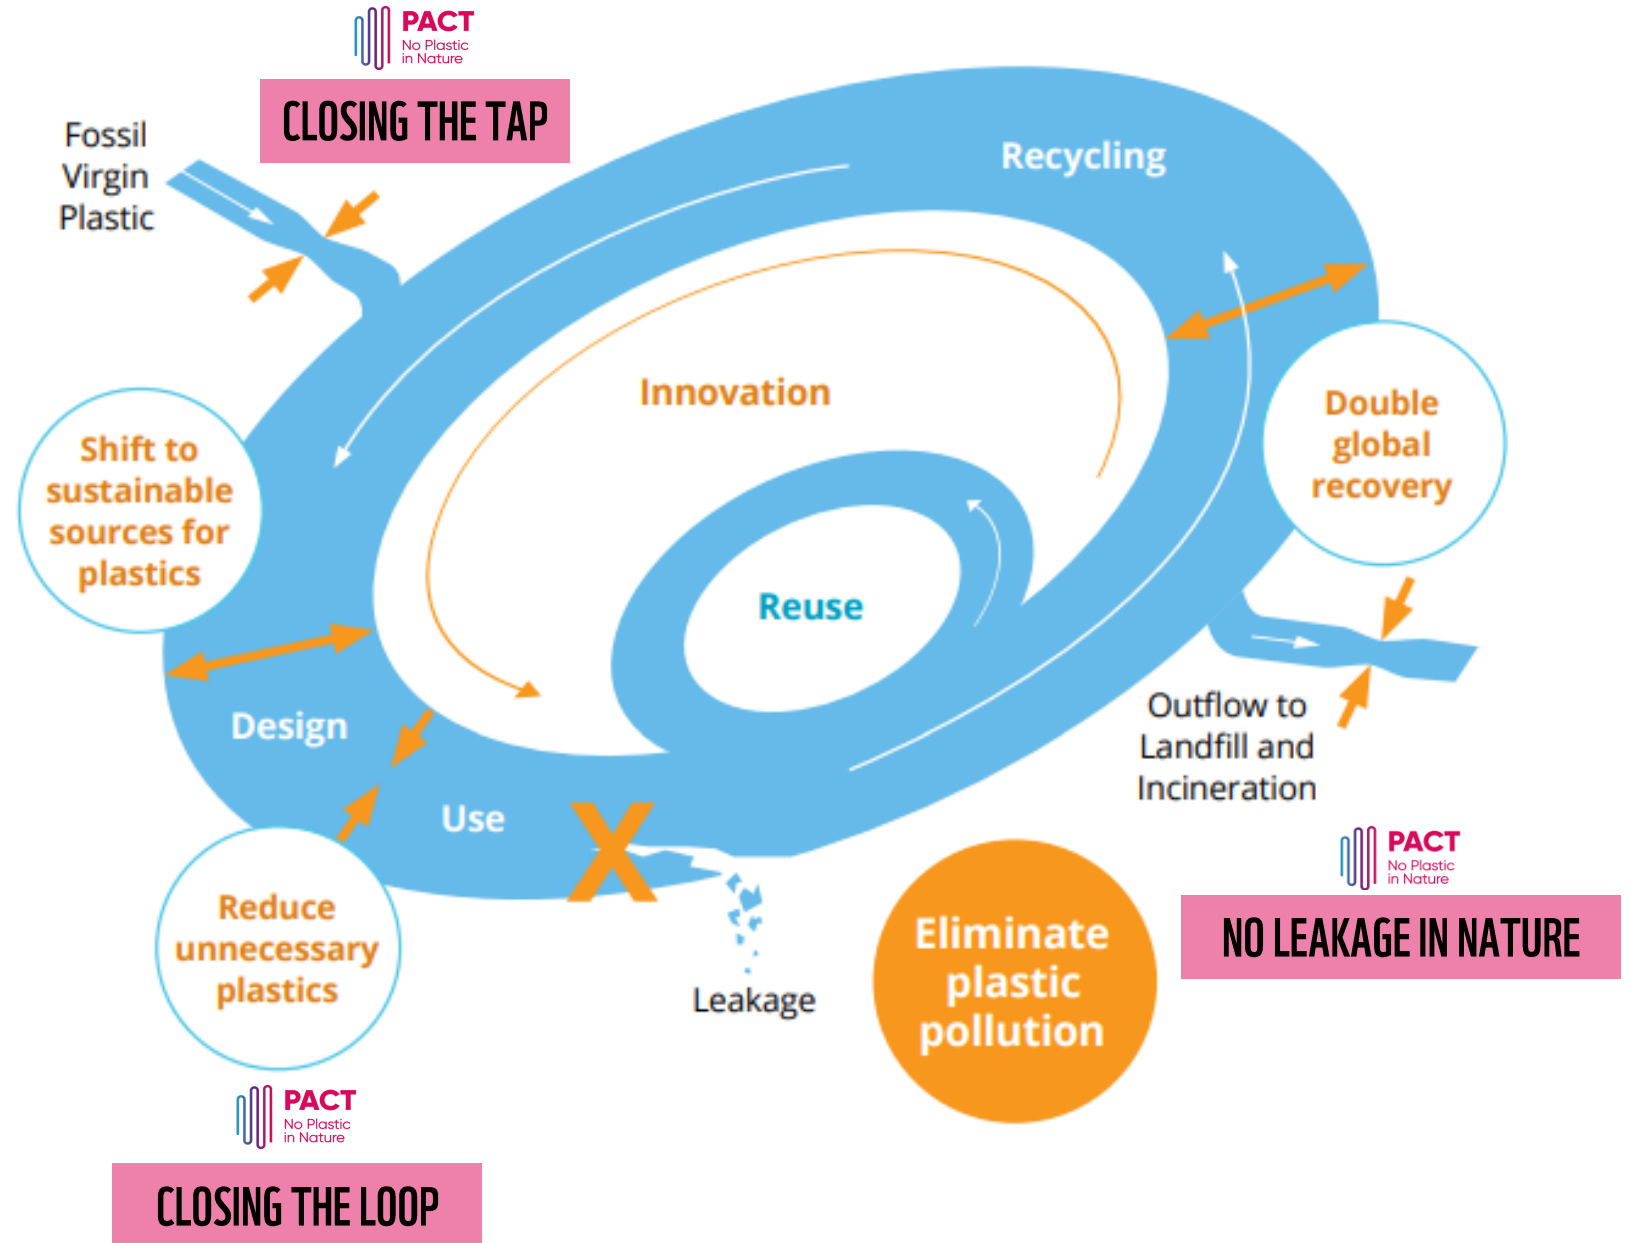 PACT
No Plastic
in Nature
CLOSING THE TAP
Fossil
Virgin
Plastic
Recycling
Innovation
Double
global
recovery
Shift to
sustainable
sources for
plastics
Reuse
Design
Outflow to
Landfill and
Incineration
Use
X
PACT
No Plastic
in Nature
NO LEAKAGE IN NATURE
Reduce
unnecessary
plastics
Leakage
Eliminate
plastic
pollution
PACT
No Plastic
in Nature
CLOSING THE LOOP